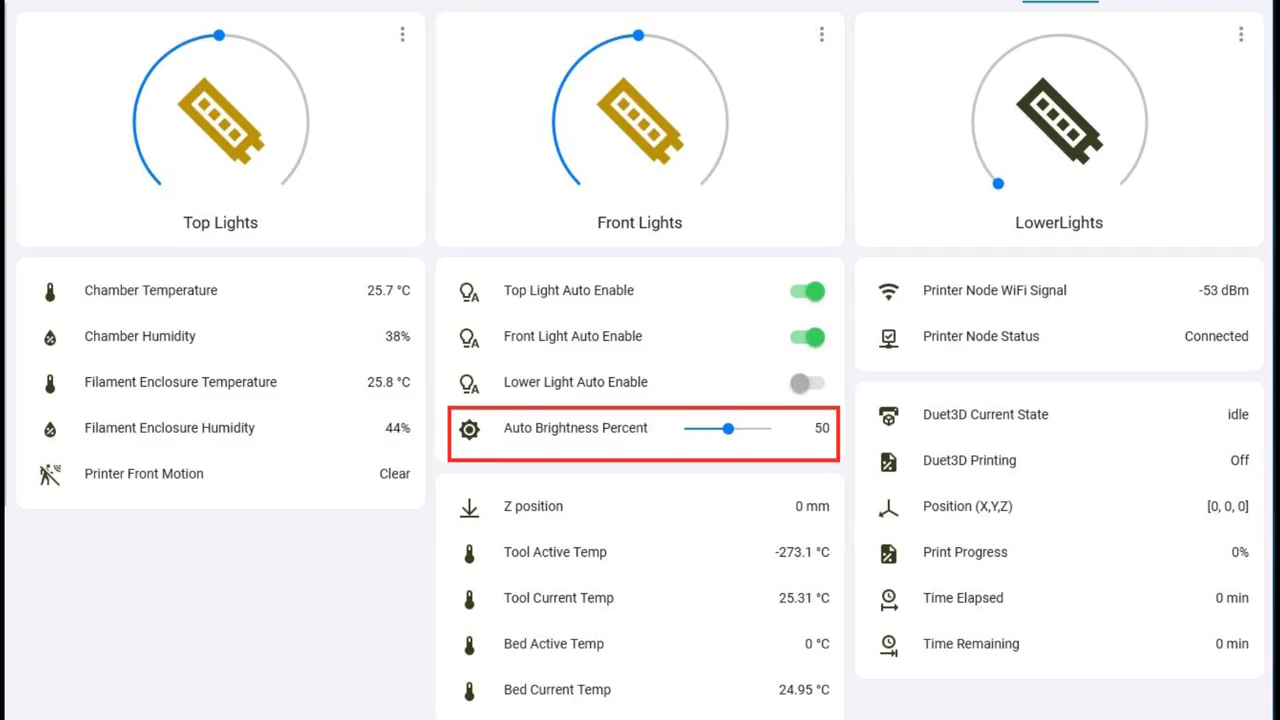 Top Lights
Front Lights
LowerLights
Chamber Temperature 25.7 °C
Chamber Humidity 38%
Filament Enclosure Temperature 25.8 °C
Filament Enclosure Humidity 44%
Printer Front Motion Clear
Top Light Auto Enable
Front Light Auto Enable
Lower Light Auto Enable
Auto Brightness Percent 50
Z position 0 mm
Tool Active Temp -273.1 °C
Tool Current Temp 25.31 °C
Bed Active Temp 0 °C
Bed Current Temp 24.95 °C
Printer Node WiFi Signal -53 dBm
Printer Node Status Connected
Duet3D Current State idle
Duet3D Printing Off
Position (X,Y,Z) [0, 0, 0]
Print Progress 0%
Time Elapsed 0 min
Time Remaining 0 min